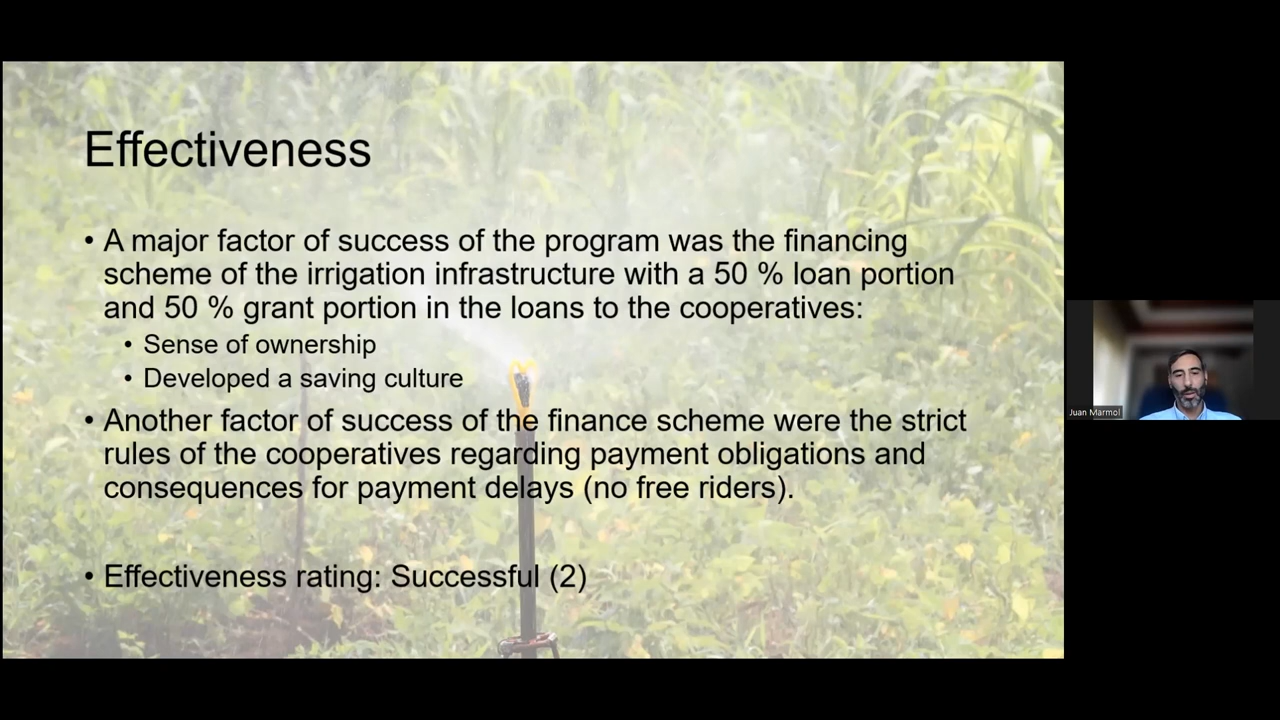 Effectiveness
• A major factor of success of the program was the financing
scheme of the irrigation infrastructure with a 50 % loan portion
and 50 % grant portion in the loans to the cooperatives:
• Sense of ownership
• Developed a saving culture
• Another factor of success of the finance scheme were the strict
rules of the cooperatives regarding payment obligations and
consequences for payment delays (no free riders).
• Effectiveness rating: Successful (2)
Juan Marmol